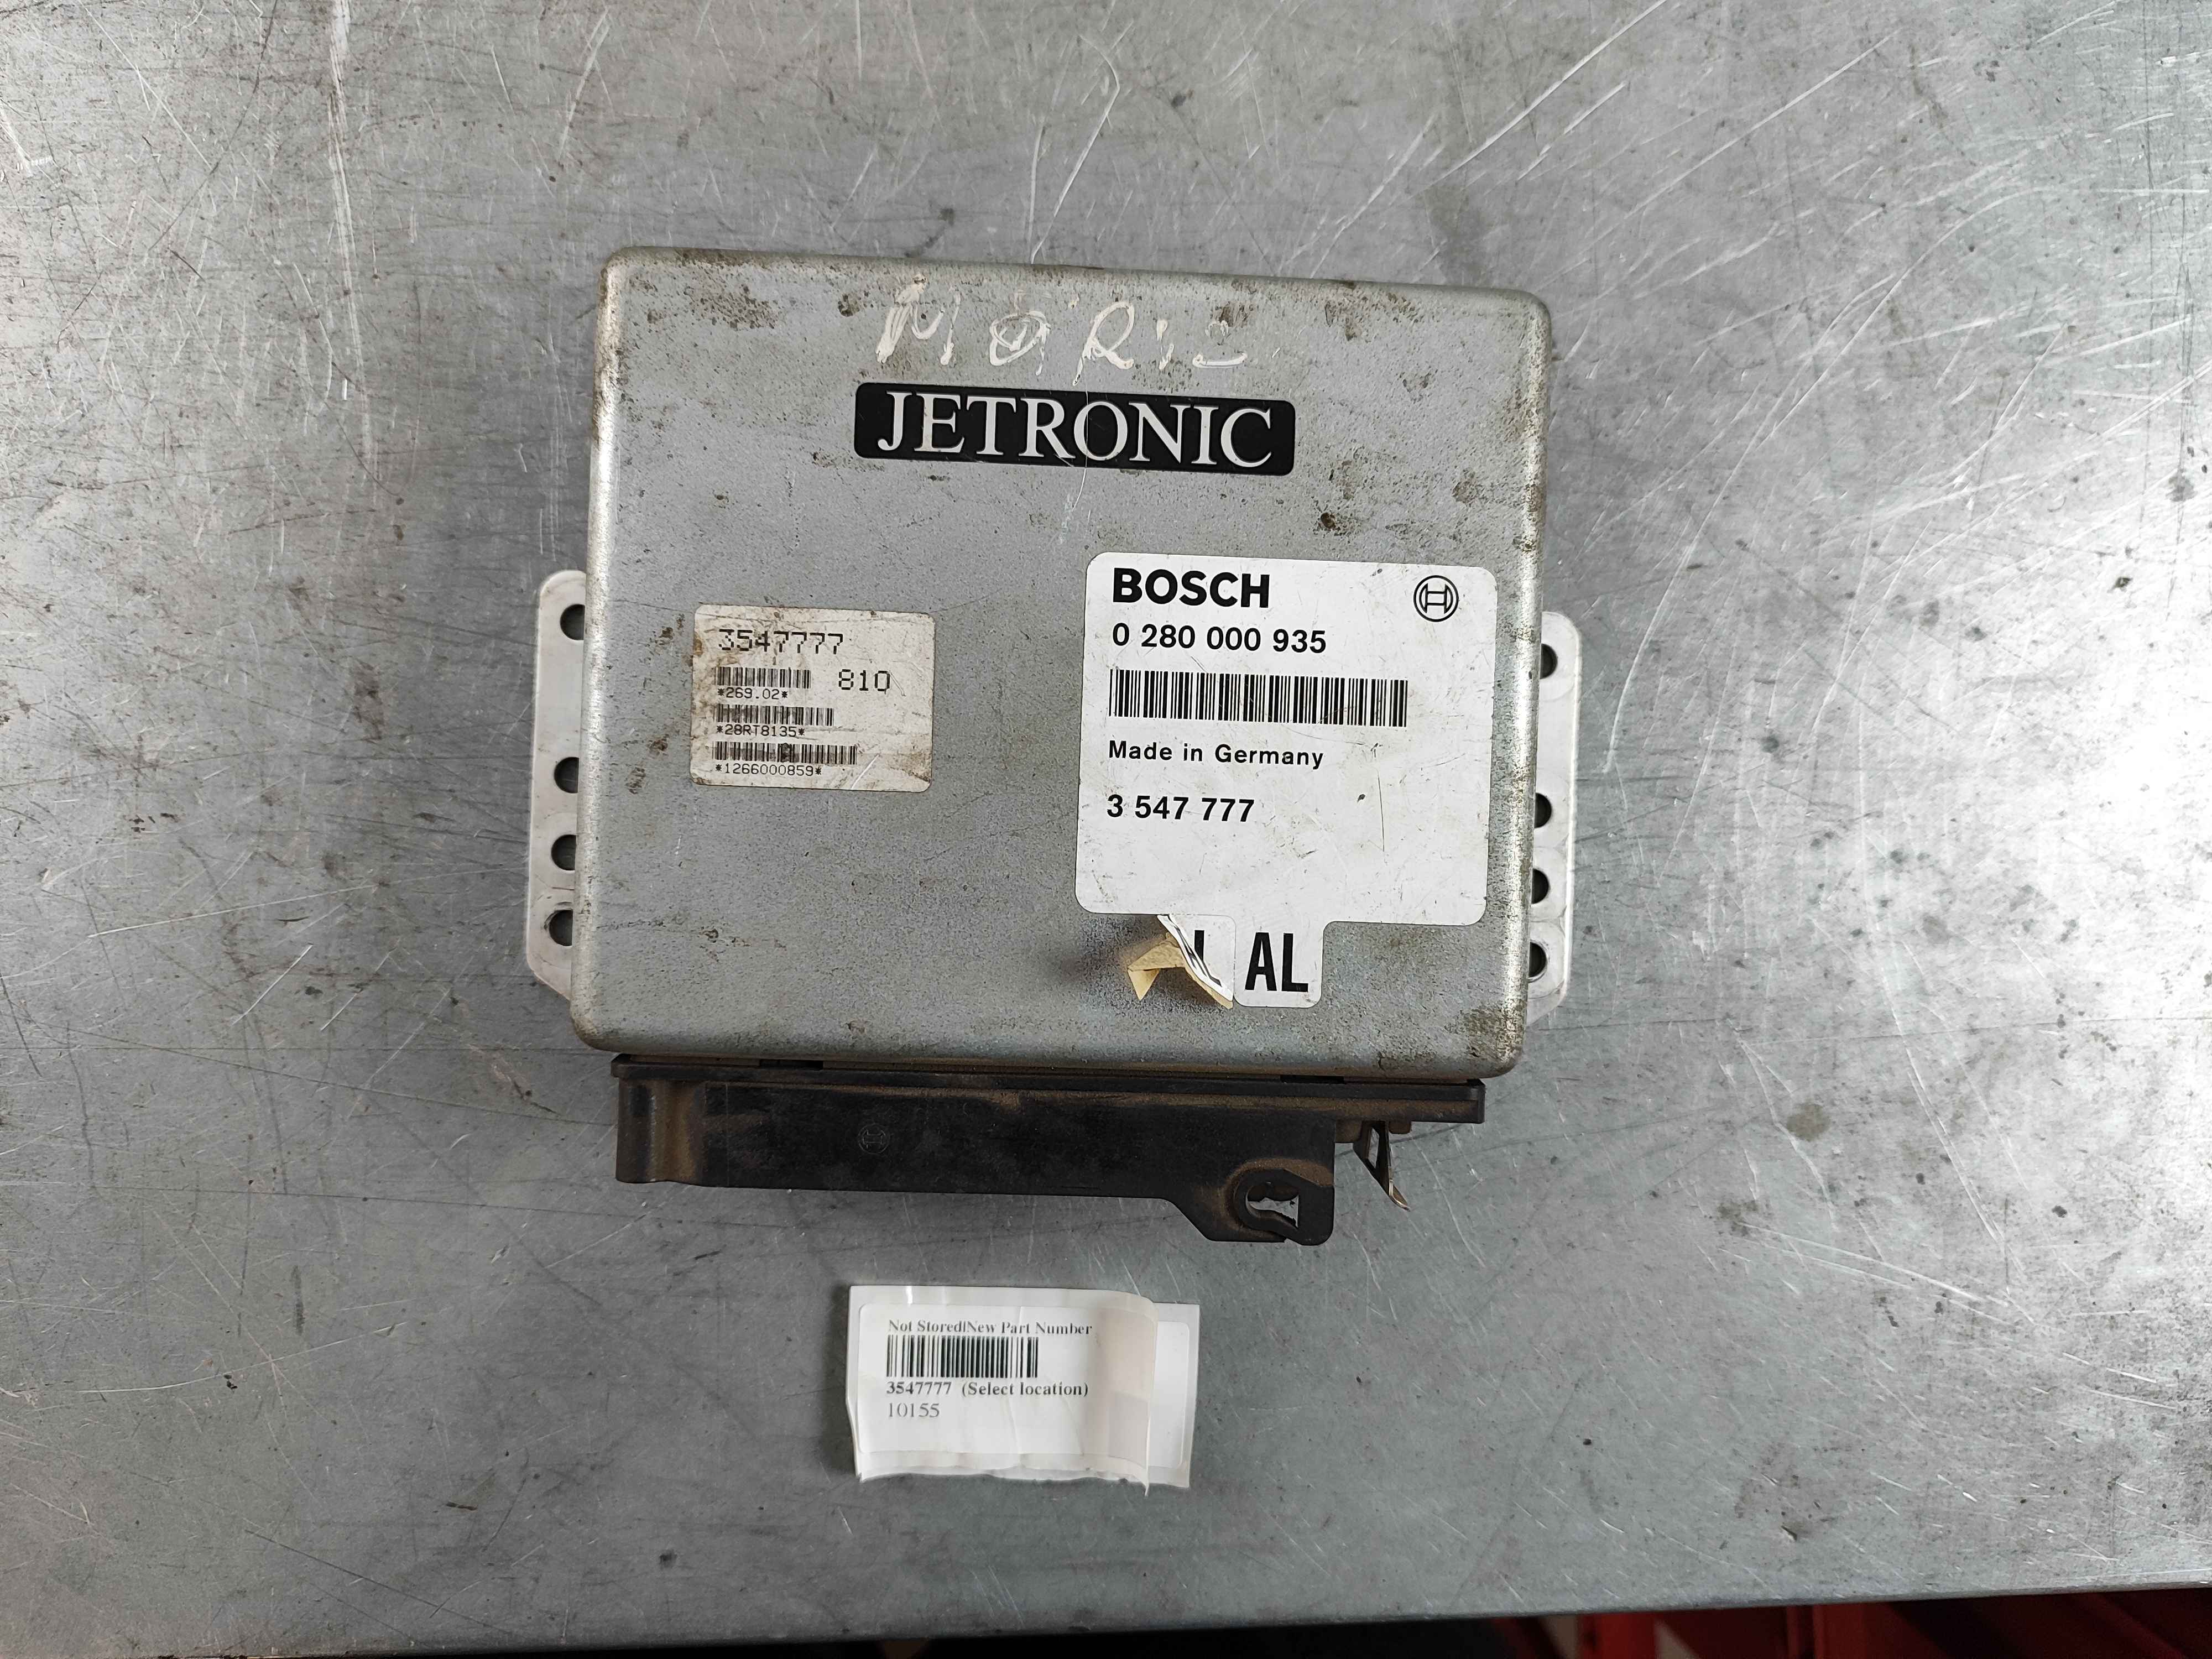 JETRONIC
3547777
810
*269.02*
*28RT8135*
*1266000859*
BOSCH
0 280 000 935
Made in Germany
3 547 777
AL
Not Stored|New Part Number
3547777 (Select location)
10155